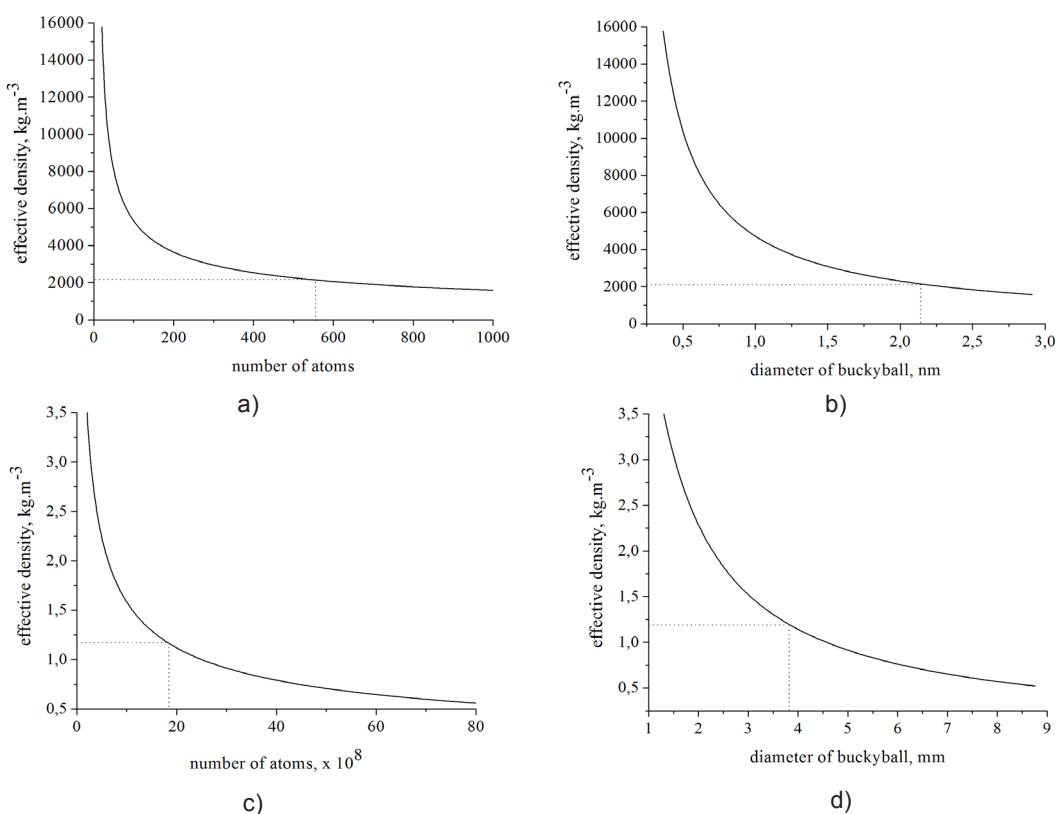 16000
14000
12000
10000
8000
6000
4000
2000
0
effective density, kg.m-3
0 200 400 600 800 1000
number of atoms
a)
16000
14000
12000
10000
8000
6000
4000
2000
0
effective density, kg.m-3
0,5 1,0 1,5 2,0 2,5 3,0
diameter of buckyball, nm
b)
3,5
3,0
2,5
2,0
1,5
1,0
0,5
effective density, kg.m-3
0 20 40 60 80
number of atoms, x 10^8
c)
3,5
3,0
2,5
2,0
1,5
1,0
0,5
effective density, kg.m-3
1 2 3 4 5 6 7 8 9
diameter of buckyball, mm
d)